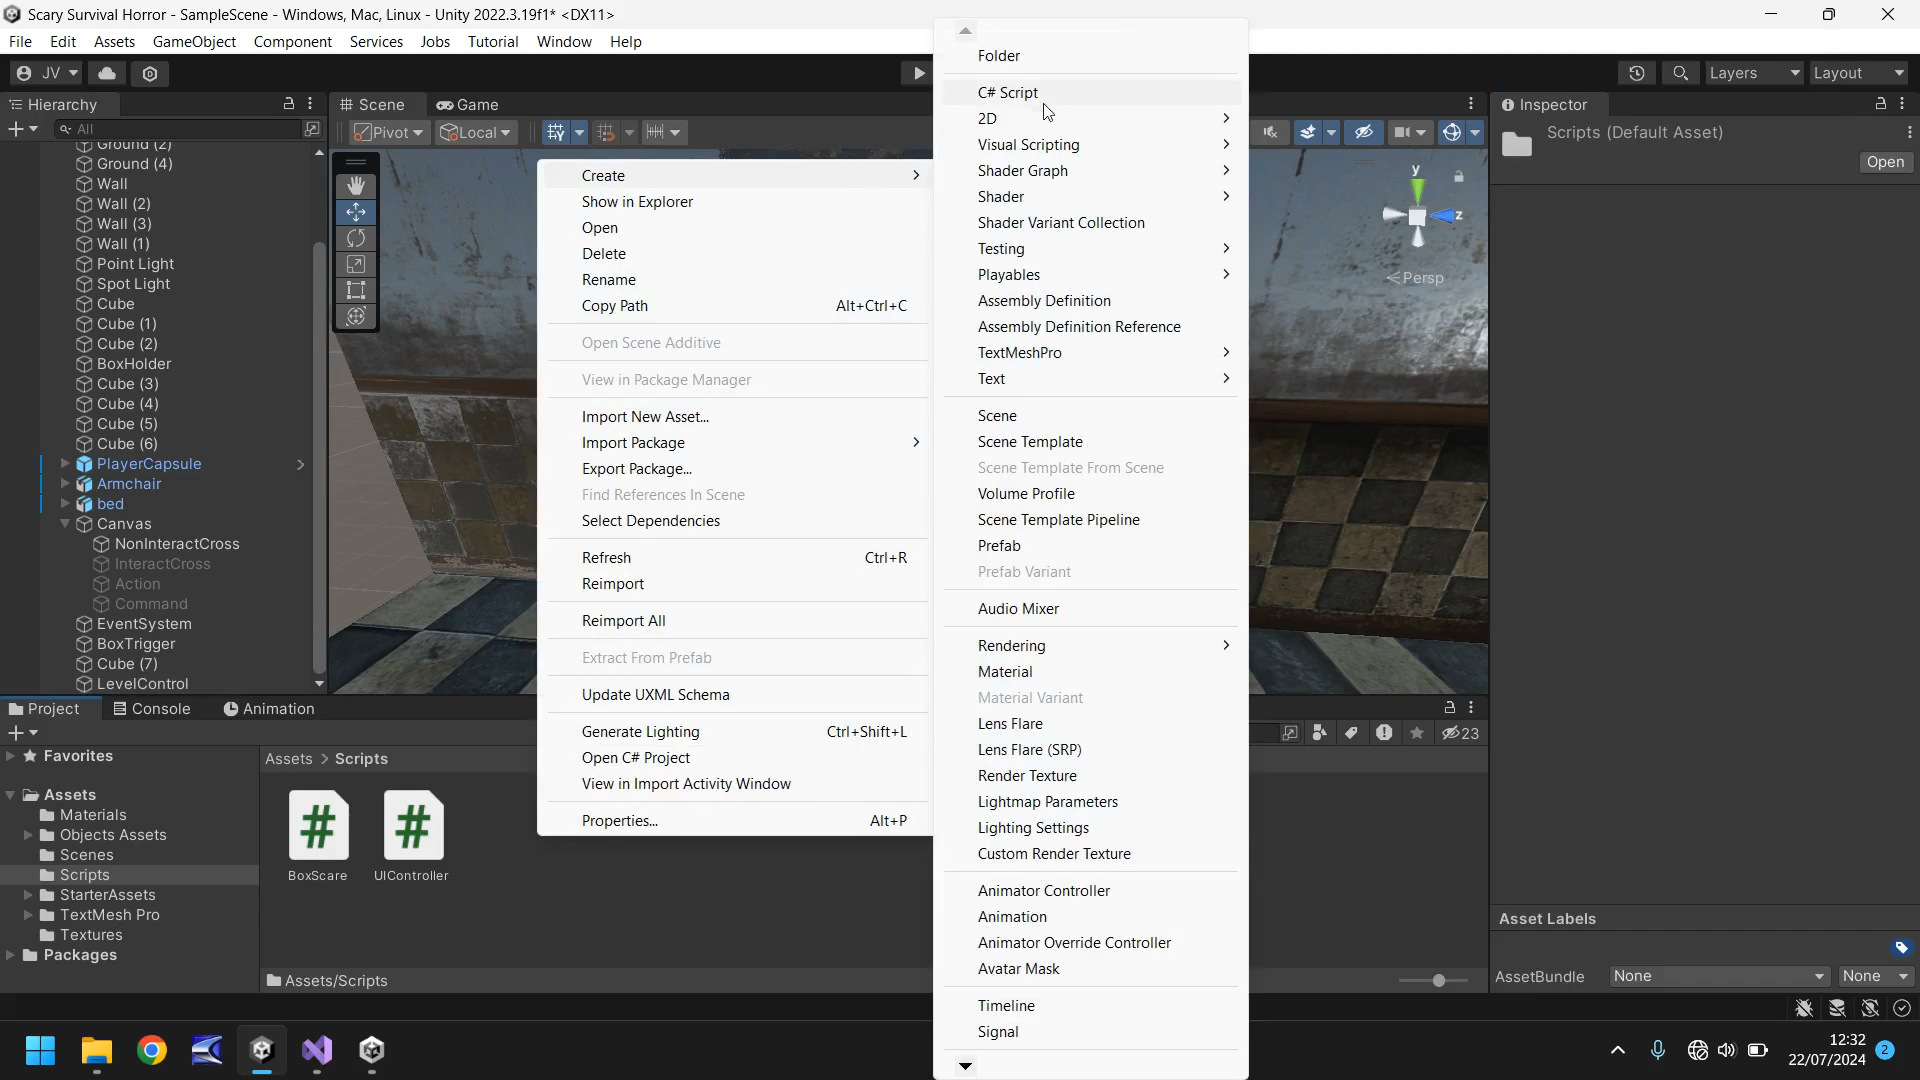 Scary Survival Horror - SampleScene - Windows, Mac, Linux - Unity 2022.3.19f1* <DX11>
File Edit Assets GameObject Component Services Jobs Tutorial Window Help
JV
Layers
Layout
Hierarchy
Scene
Game
Inspector
All
Pivot
Local
Scripts (Default Asset)
Open
Ground (2)
Ground (4)
Wall
Wall (2)
Wall (3)
Wall (1)
Point Light
Spot Light
Cube
Cube (1)
Cube (2)
BoxHolder
Cube (3)
Cube (4)
Cube (5)
Cube (6)
PlayerCapsule
Armchair
bed
Canvas
NonInteractCross
InteractCross
Action
Command
EventSystem
BoxTrigger
Cube (7)
LevelControl
y
z
Persp
Create
Show in Explorer
Open
Delete
Rename
Copy Path Alt+Ctrl+C
Open Scene Additive
View in Package Manager
Import New Asset...
Import Package
Export Package...
Find References In Scene
Select Dependencies
Refresh Ctrl+R
Reimport
Reimport All
Extract From Prefab
Update UXML Schema
Generate Lighting Ctrl+Shift+L
Open C# Project
View in Import Activity Window
Properties... Alt+P
Folder
C# Script
2D
Visual Scripting
Shader Graph
Shader
Shader Variant Collection
Testing
Playables
Assembly Definition
Assembly Definition Reference
TextMeshPro
Text
Scene
Scene Template
Scene Template From Scene
Volume Profile
Scene Template Pipeline
Prefab
Prefab Variant
Audio Mixer
Rendering
Material
Material Variant
Lens Flare
Lens Flare (SRP)
Render Texture
Lightmap Parameters
Lighting Settings
Custom Render Texture
Animator Controller
Animation
Animator Override Controller
Avatar Mask
Timeline
Signal
Project
Console
Animation
23
Favorites
Assets
Materials
Objects Assets
Scenes
Scripts
StarterAssets
TextMesh Pro
Textures
Packages
Assets > Scripts
#
#
BoxScare
UIController
Assets/Scripts
Asset Labels
AssetBundle None None
12:32
22/07/2024
2